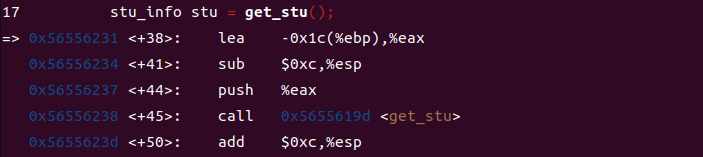 17 stu_info stu = get_stu();
=> 0x56556231 <+38>: lea -0x1c(%ebp),%eax
0x56556234 <+41>: sub $0xc,%esp
0x56556237 <+44>: push %eax
0x56556238 <+45>: call 0x5655619d <get_stu>
0x5655623d <+50>: add $0xc,%esp